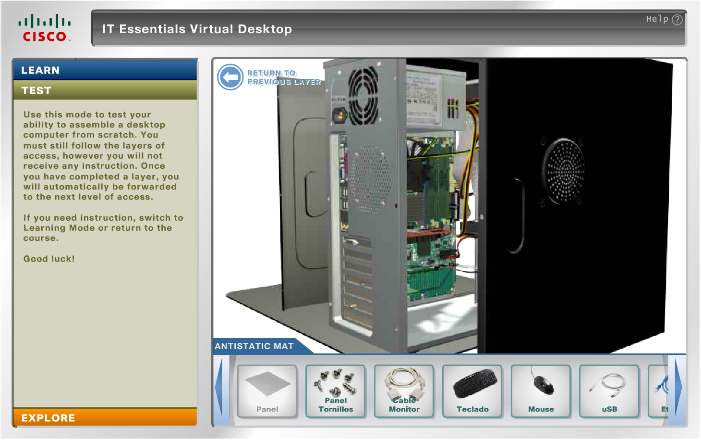 CISCO
IT Essentials Virtual Desktop
Help ?
LEARN
TEST
Use this mode to test your
ability to assemble a desktop
computer from scratch. You
must still follow the layers of
access, however you will not
receive any instruction. Once
you have completed a layer, you
will automatically be forwarded
to the next level of access.
If you need instruction, switch to
Learning Mode or return to the
course.
Good luck!
EXPLORE
RETURN TO
PREVIOUS LAYER
ANTISTATIC MAT
Panel
Panel
Tornillos
Cable
Monitor
Teclado
Mouse
uSB